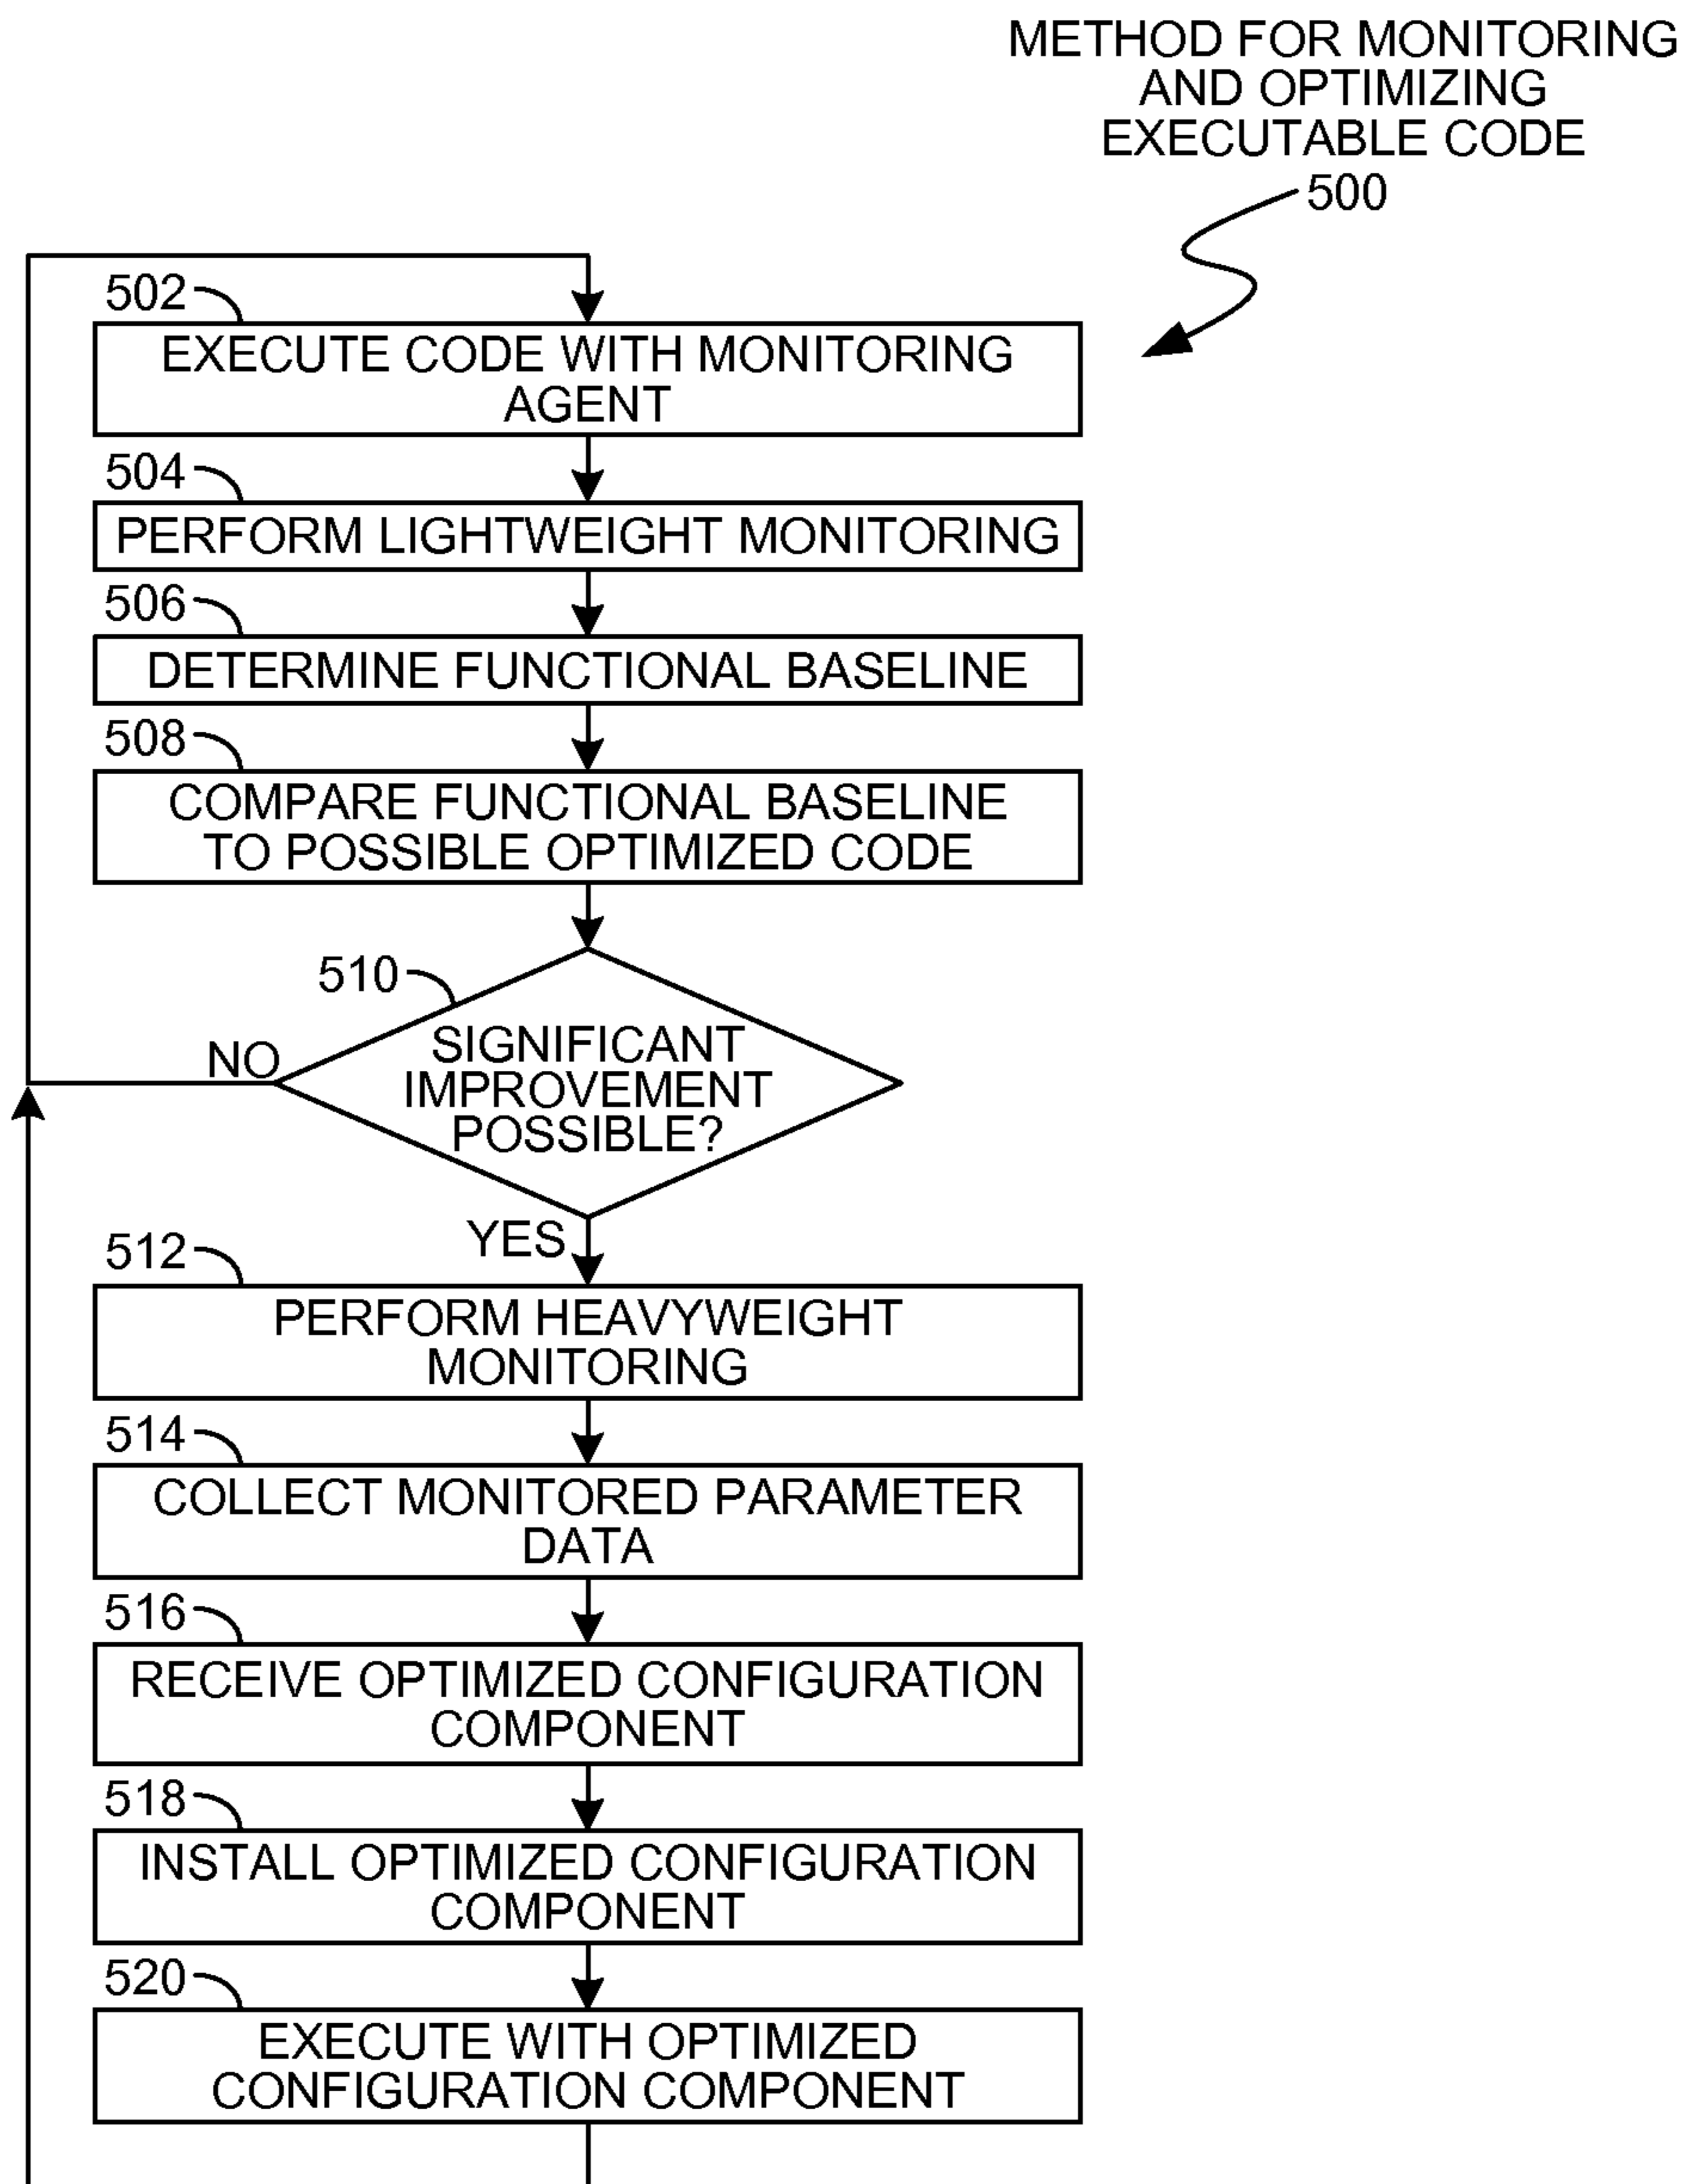 METHOD FOR MONITORING
AND OPTIMIZING
EXECUTABLE CODE
500
502
EXECUTE CODE WITH MONITORING
AGENT
504
PERFORM LIGHTWEIGHT MONITORING
506
DETERMINE FUNCTIONAL BASELINE
508
COMPARE FUNCTIONAL BASELINE
TO POSSIBLE OPTIMIZED CODE
510
SIGNIFICANT
IMPROVEMENT
POSSIBLE?
NO
YES
512
PERFORM HEAVYWEIGHT
MONITORING
514
COLLECT MONITORED PARAMETER
DATA
516
RECEIVE OPTIMIZED CONFIGURATION
COMPONENT
518
INSTALL OPTIMIZED CONFIGURATION
COMPONENT
520
EXECUTE WITH OPTIMIZED
CONFIGURATION COMPONENT